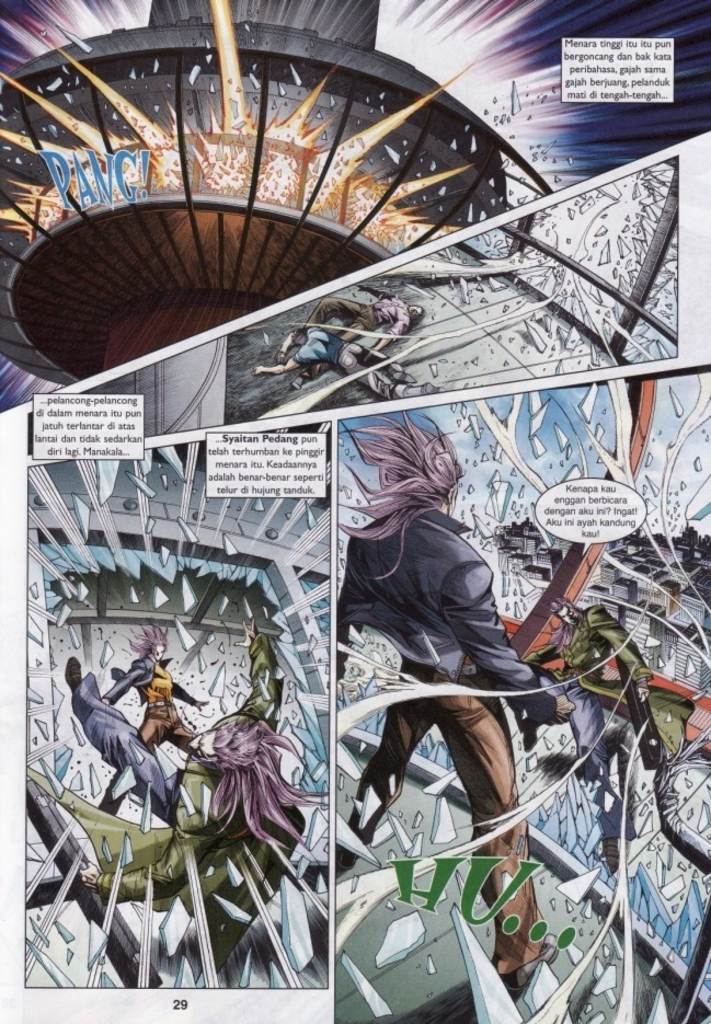 Menara tinggi itu itu pun
bergoncang dan bak kata
peribahasa, gajah sama
gajah berjuang, pelanduk
mati di tengah-tengah...
PANG!
...pelancong-pelancong
di dalam menara itu pun
jatuh terlantar di atas
lantai dan tidak sedarkan
diri lagi. Manakala...
...Syaitan Pedang pun
telah terhumban ke pinggir
menara itu. Keadaannya
adalah benar-benar seperti
telur di hujung tanduk.
Kenapa kau
enggan berbicara
dengan aku ini? Ingat!
Aku ini ayah kandung
kau!
HU...
29